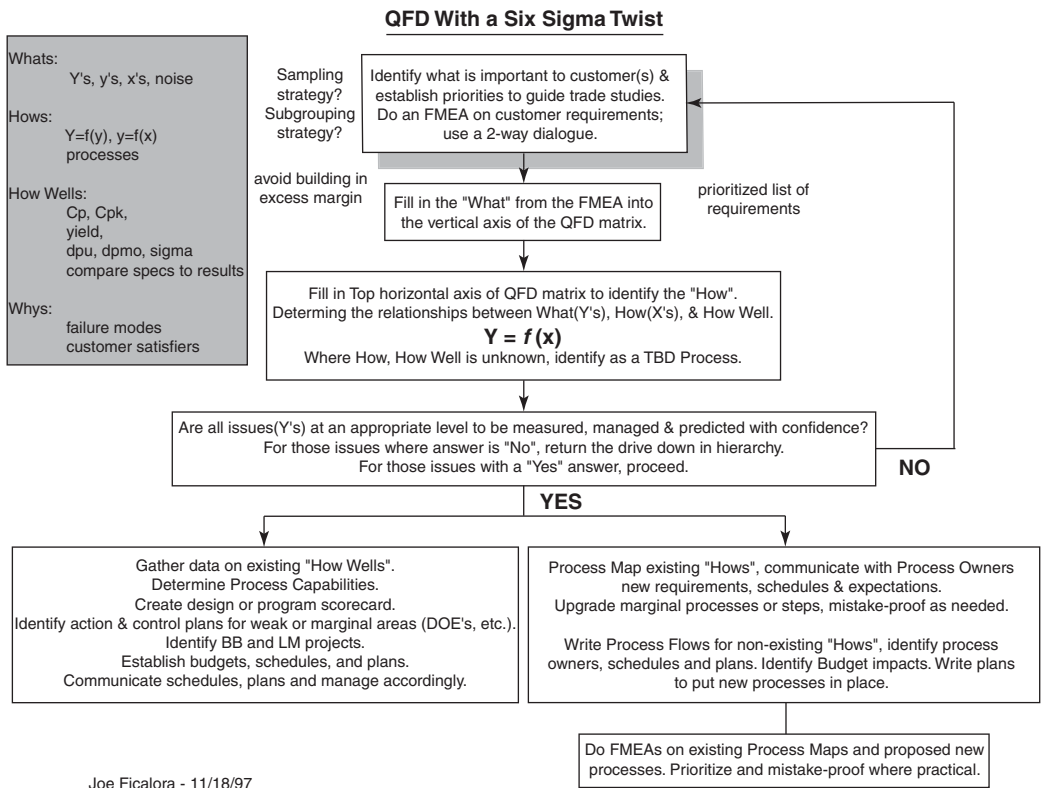 QFD With a Six Sigma Twist
Whats:
Y's, y's, x's, noise
Hows:
Y=f(y), y=f(x)
processes
How Wells:
Cp, Cpk,
yield,
dpu, dpmo, sigma
compare specs to results
Whys:
failure modes
customer satisfiers
Sampling
strategy?
Subgrouping
strategy?
Identify what is important to customer(s) &
establish priorities to guide trade studies.
Do an FMEA on customer requirements;
use a 2-way dialogue.
avoid building in
excess margin
Fill in the "What" from the FMEA into
the vertical axis of the QFD matrix.
prioritized list of
requirements
Fill in Top horizontal axis of QFD matrix to identify the "How".
Determing the relationships between What(Y's), How(X's), & How Well.
Y = f (x)
Where How, How Well is unknown, identify as a TBD Process.
Are all issues(Y's) at an appropriate level to be measured, managed & predicted with confidence?
For those issues where answer is "No", return the drive down in hierarchy.
For those issues with a "Yes" answer, proceed.
NO
YES
Gather data on existing "How Wells".
Determine Process Capabilities.
Create design or program scorecard.
Identify action & control plans for weak or marginal areas (DOE's, etc.).
Identify BB and LM projects.
Establish budgets, schedules, and plans.
Communicate schedules, plans and manage accordingly.
Process Map existing "Hows", communicate with Process Owners
new requirements, schedules & expectations.
Upgrade marginal processes or steps, mistake-proof as needed.
Write Process Flows for non-existing "Hows", identify process
owners, schedules and plans. Identify Budget impacts. Write plans
to put new processes in place.
Do FMEAs on existing Process Maps and proposed new
processes. Prioritize and mistake-proof where practical.
Joe Ficalora - 11/18/97